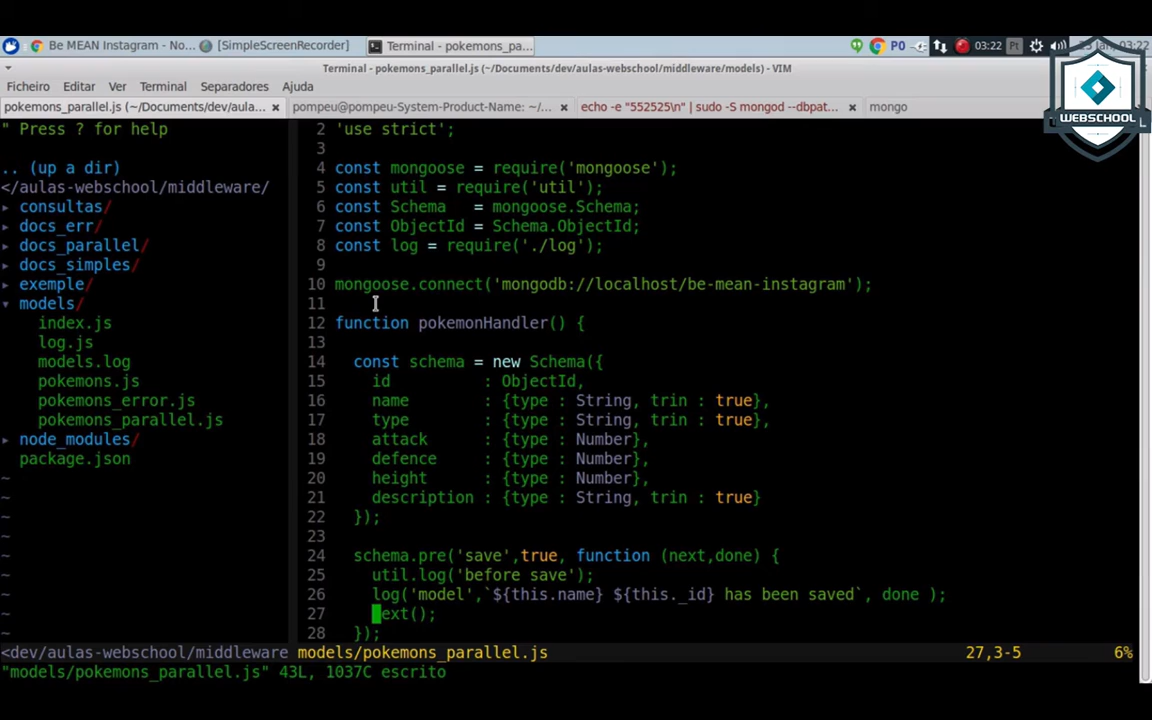 Be MEAN Instagram - No...
[SimpleScreenRecorder]
Terminal - pokemons_pa...
03:22
Pt
Terminal - pokemons_parallel.js (~/Documents/dev/aulas-webschool/middleware/models) - VIM
Ficheiro Editar Ver Terminal Separadores Ajuda
WEBSCHOOL
pokemons_parallel.js (~/Documents/dev/aula...
pompeu@pompeu-System-Product-Name: ~/...
echo -e "552525\n" | sudo -S mongod --dbpat...
mongo
" Press ? for help
.. (up a dir)
</aulas-webschool/middleware/
▸ consultas/
▸ docs_err/
▸ docs_parallel/
▸ docs_simples/
▸ exemple/
▾ models/
index.js
log.js
models.log
pokemons.js
pokemons_error.js
pokemons_parallel.js
▸ node_modules/
package.json
~
~
~
~
~
~
~
~
~
2 'use strict';
3
4 const mongoose = require('mongoose');
5 const util = require('util');
6 const Schema = mongoose.Schema;
7 const ObjectId = Schema.ObjectId;
8 const log = require('./log');
9
10 mongoose.connect('mongodb://localhost/be-mean-instagram');
11
12 function pokemonHandler() {
13
14 const schema = new Schema({
15 id : ObjectId,
16 name : {type : String, trin : true},
17 type : {type : String, trin : true},
18 attack : {type : Number},
19 defence : {type : Number},
20 height : {type : Number},
21 description : {type : String, trin : true}
22 });
23
24 schema.pre('save',true, function (next,done) {
25 util.log('before save');
26 log('model',`${this.name} ${this._id} has been saved`, done );
27 next();
28 });
<dev/aulas-webschool/middleware models/pokemons_parallel.js 27,3-5 6%
"models/pokemons_parallel.js" 43L, 1037C escrito